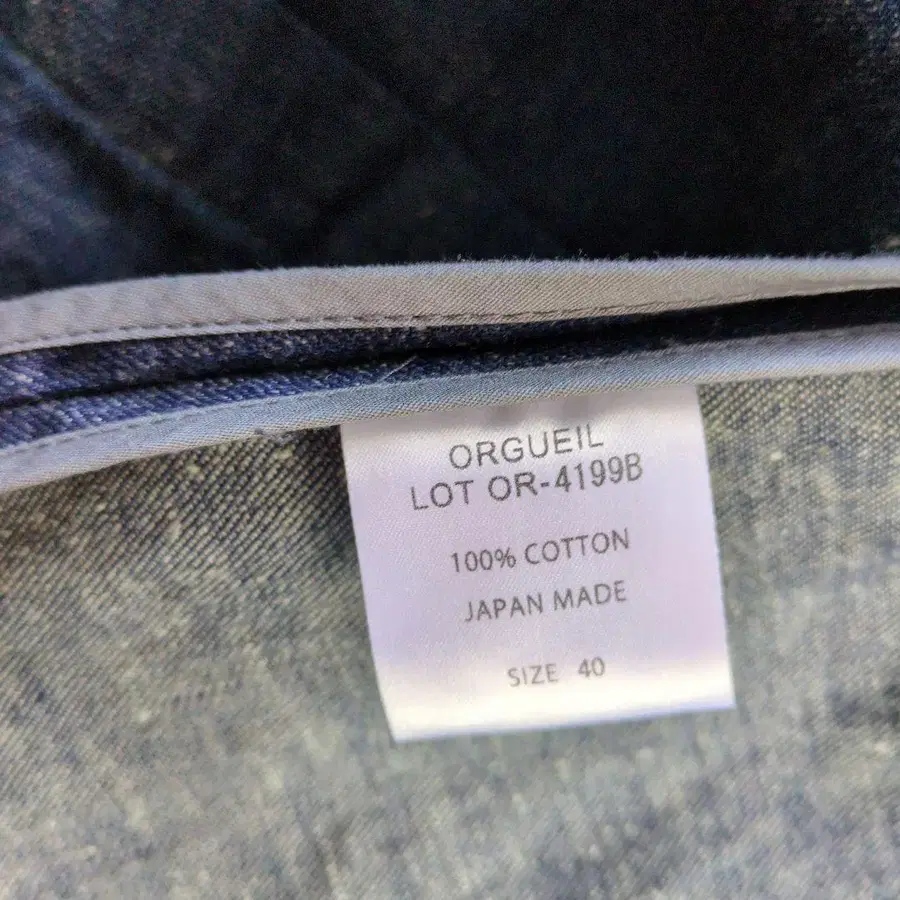 ORGUEIL
LOT OR-4199B
100% COTTON
JAPAN MADE
SIZE 40